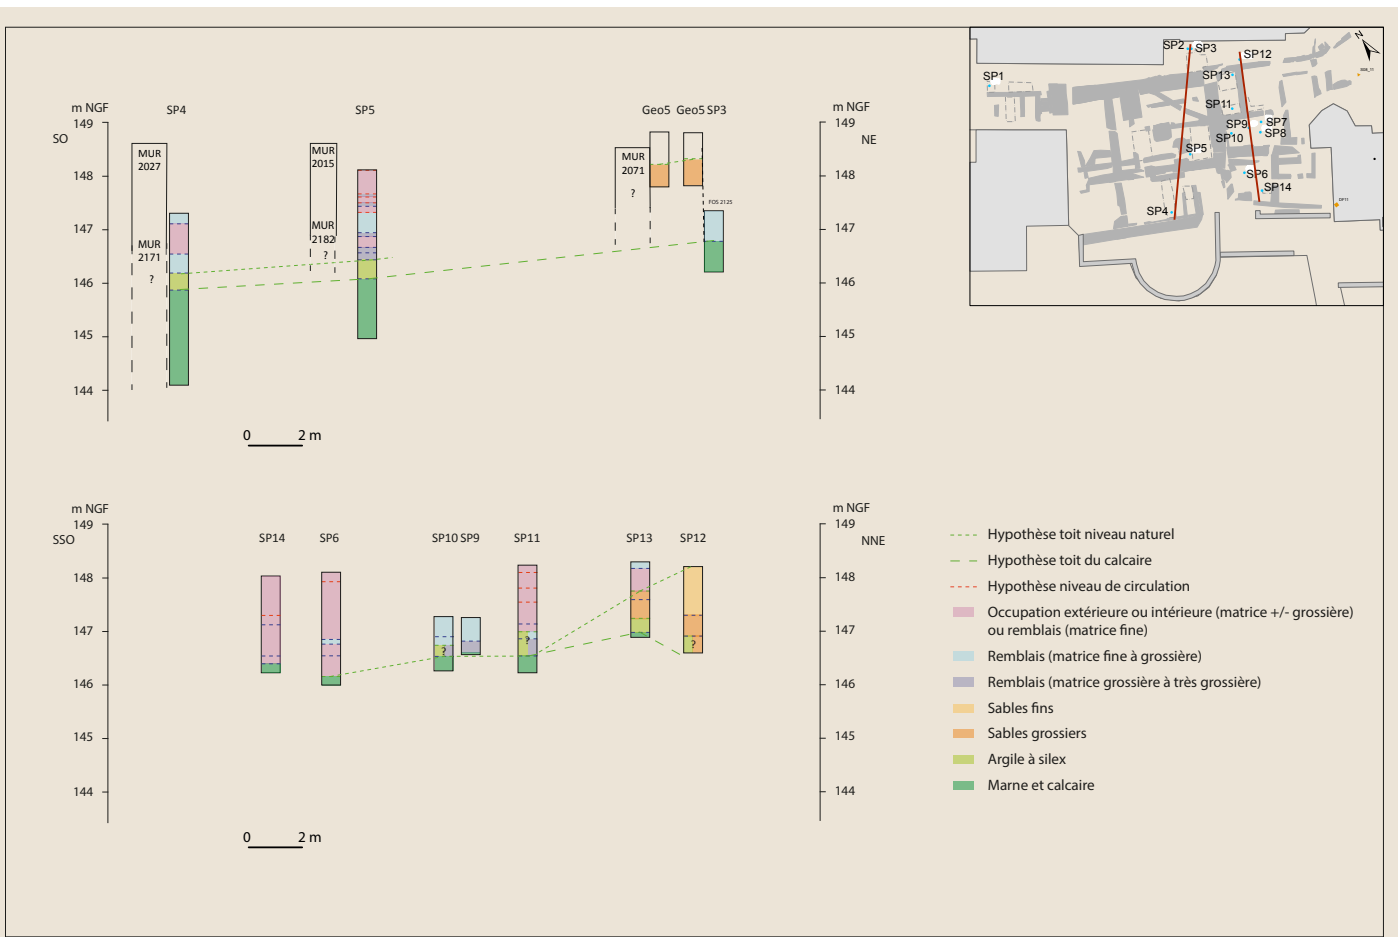 m NGF
SO
149
148
147
146
145
144
SP4
SP5
Geo5
Geo5
SP3
MUR
2027
MUR
2171
?
MUR
2015
MUR
2182
?
MUR
2071
?
FOS 2125
m NGF
149
NE
148
147
146
145
144
0 2 m
SP2
SP3
SP12
N
SP1
SP13
SP11
SP9
SP7
SP10
SP8
SP5
SP6
SP14
SP4
m NGF
149
SSO
148
147
146
145
144
SP14
SP6
SP10
SP9
SP11
SP13
SP12
?
?
?
m NGF
149
NNE
148
147
146
145
144
0 2 m
Hypothèse toit niveau naturel
Hypothèse toit du calcaire
Hypothèse niveau de circulation
Occupation extérieure ou intérieure (matrice +/- grossière)
ou remblais (matrice fine)
Remblais (matrice fine à grossière)
Remblais (matrice grossière à très grossière)
Sables fins
Sables grossiers
Argile à silex
Marne et calcaire